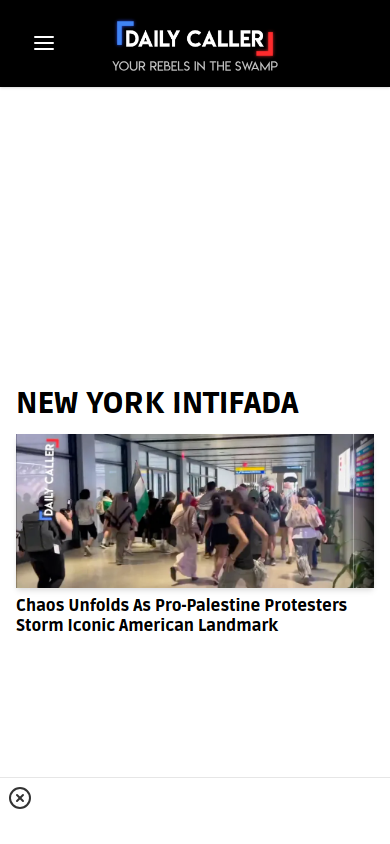 DAILY CALLER
YOUR REBELS IN THE SWAMP
NEW YORK INTIFADA
DAILY CALLER
Chaos Unfolds As Pro-Palestine Protesters
Storm Iconic American Landmark